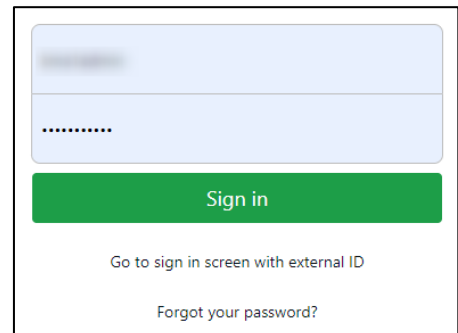 ...........
Sign in
Go to sign in screen with external ID
Forgot your password?